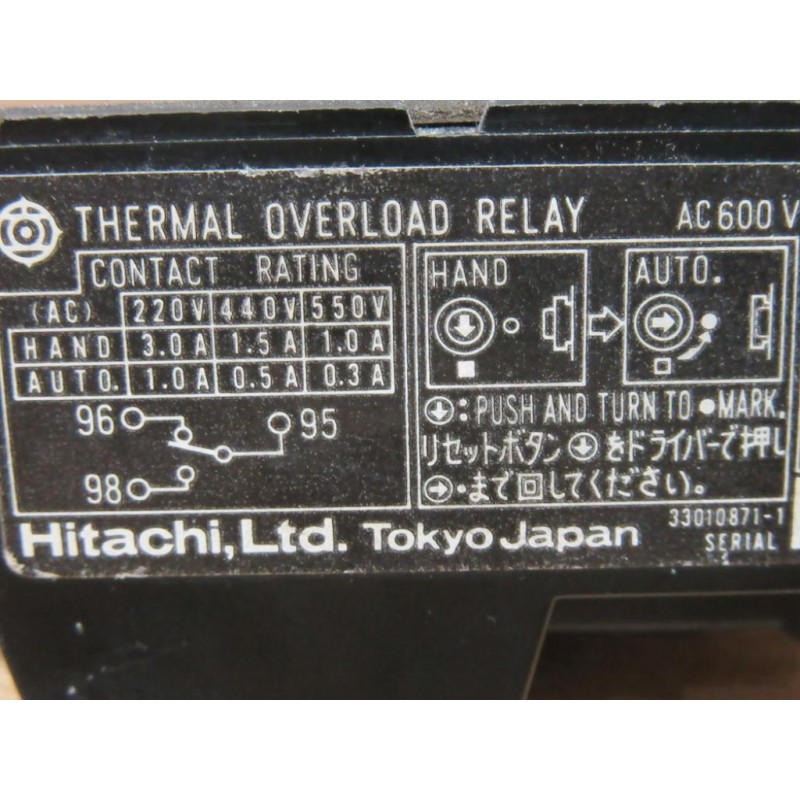 THERMAL OVERLOAD RELAY AC600V
CONTACT RATING
(AC) 220V 440V 550V
HAND 3.0A 1.5A 1.0A
AUTO. 1.0A 0.5A 0.3A
96 95
98
HAND AUTO.
: PUSH AND TURN TO ●MARK.
リセットボタン をドライバーで押し
・まで回してください。
Hitachi, Ltd. Tokyo Japan
33010871-1
SERIAL